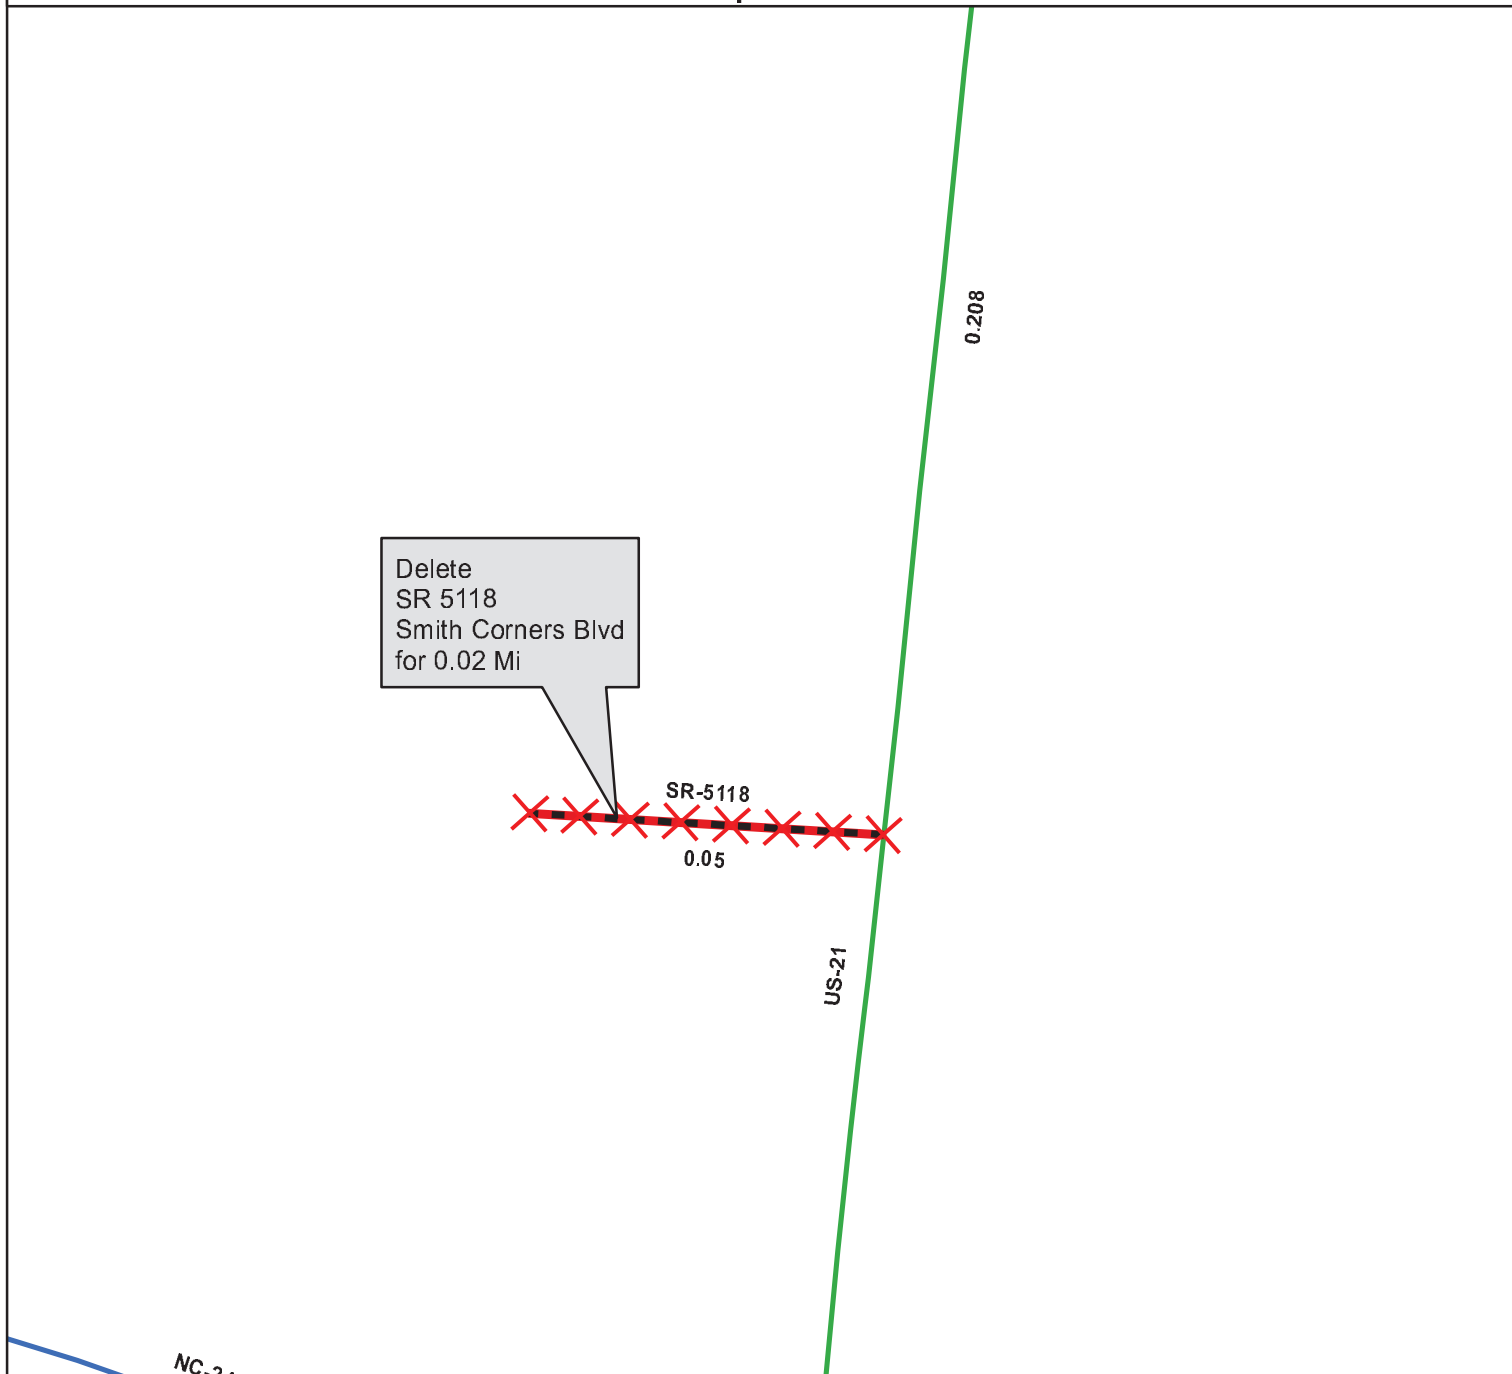 0.208
Delete
SR 5118
Smith Corners Blvd
for 0.02 Mi
SR-5118
0.05
US-21